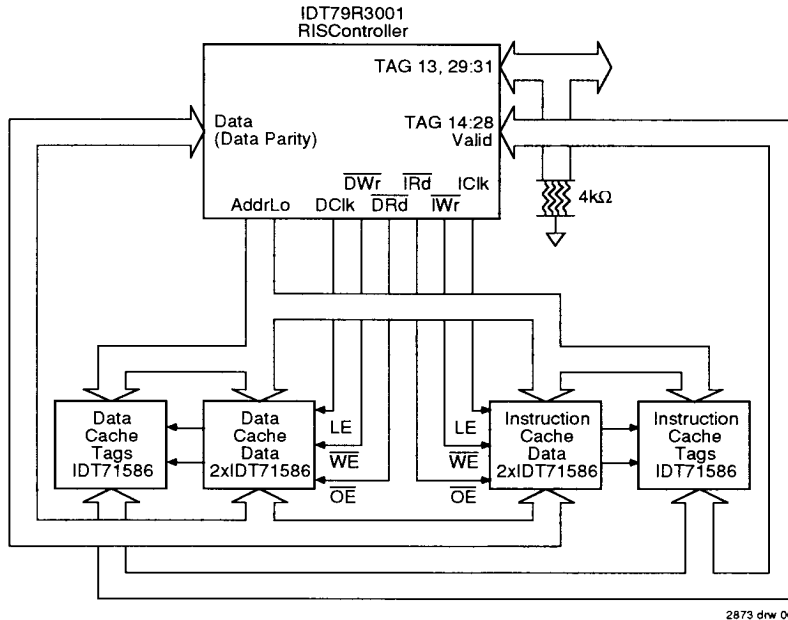 IDT79R3001
RISController
TAG 13, 29:31
Data
(Data Parity)
TAG 14:28
Valid
DWr
IRd
IClk
AddrLo
DClk
DRd
IWr
4kΩ
Data
Cache
Tags
IDT71586
Data
Cache
Data
2xIDT71586
LE
WE
OE
LE
WE
OE
Instruction
Cache
Data
2xIDT71586
Instruction
Cache
Tags
IDT71586
2873 drw